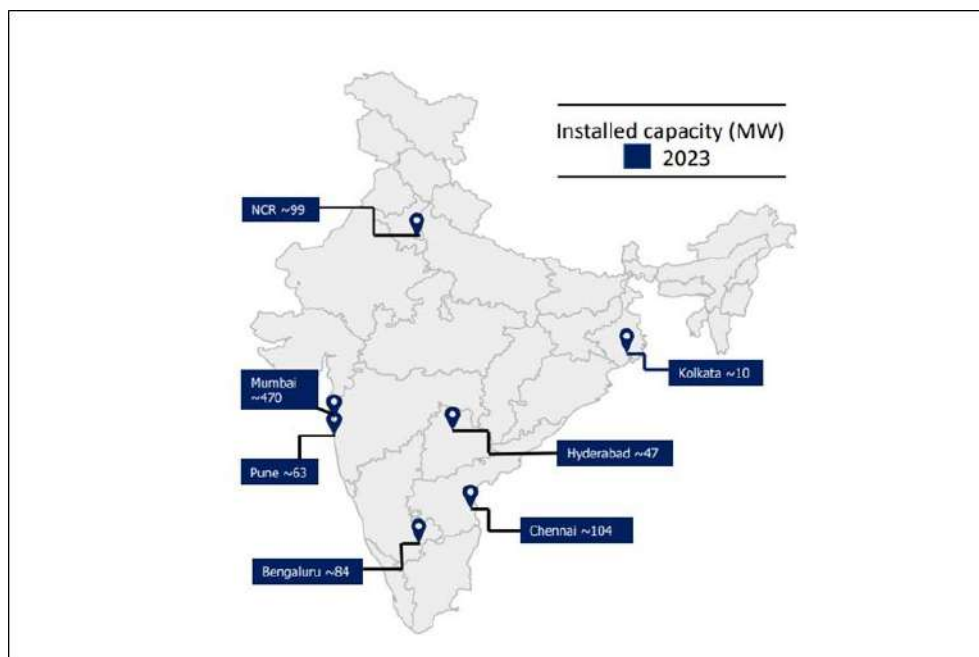 Installed capacity (MW)
2023
NCR ~99
Kolkata ~10
Mumbai
~470
Hyderabad ~47
Pune ~63
Chennai ~104
Bengaluru ~84